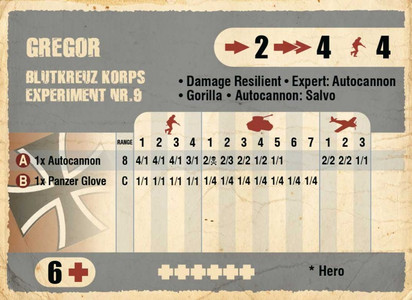 GREGOR
2 4 4
BLUTKREUZ KORPS
EXPERIMENT NR.9
• Damage Resilient • Expert: Autocannon
• Gorilla • Autocannon: Salvo
RANGE 1 2 3 4 1 2 3 4 5 6 7 1 2 3
A 1x Autocannon 8 4/1 4/1 4/1 3/1 2/☠ 2/3 2/2 1/2 1/1 2/2 2/2 1/1
B 1x Panzer Glove C 1/1 1/1 1/1 1/1 1/4 1/4 1/4 1/4 1/4 1/4 1/4
6
* Hero